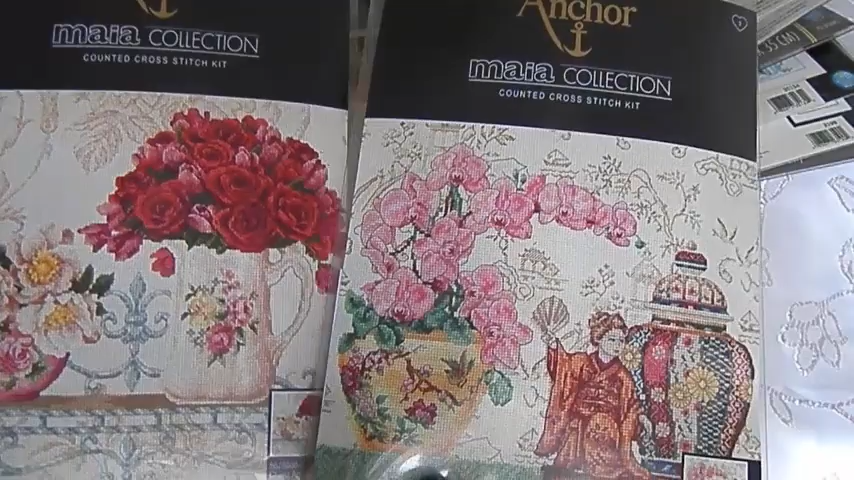 maia COLLECTION
COUNTED CROSS STITCH KIT
Anchor
maia COLLECTION
COUNTED CROSS STITCH KIT